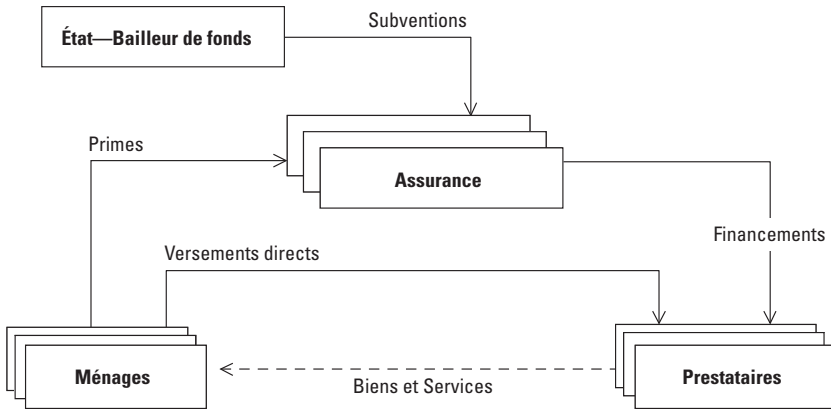 Subventions
État—Bailleur de fonds
Primes
Assurance
Financements
Versements directs
Ménages
Biens et Services
Prestataires